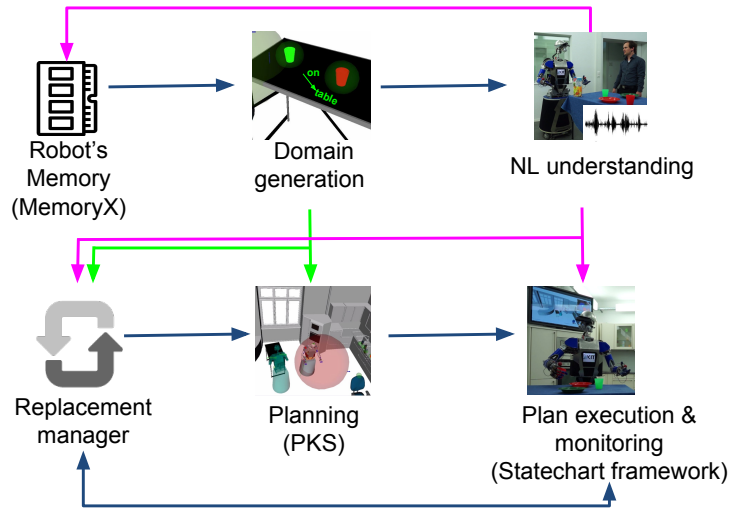 on
table
Robot's
Memory
(MemoryX)
Domain
generation
NL understanding
Replacement
manager
Planning
(PKS)
Plan execution &
monitoring
(Statechart framework)